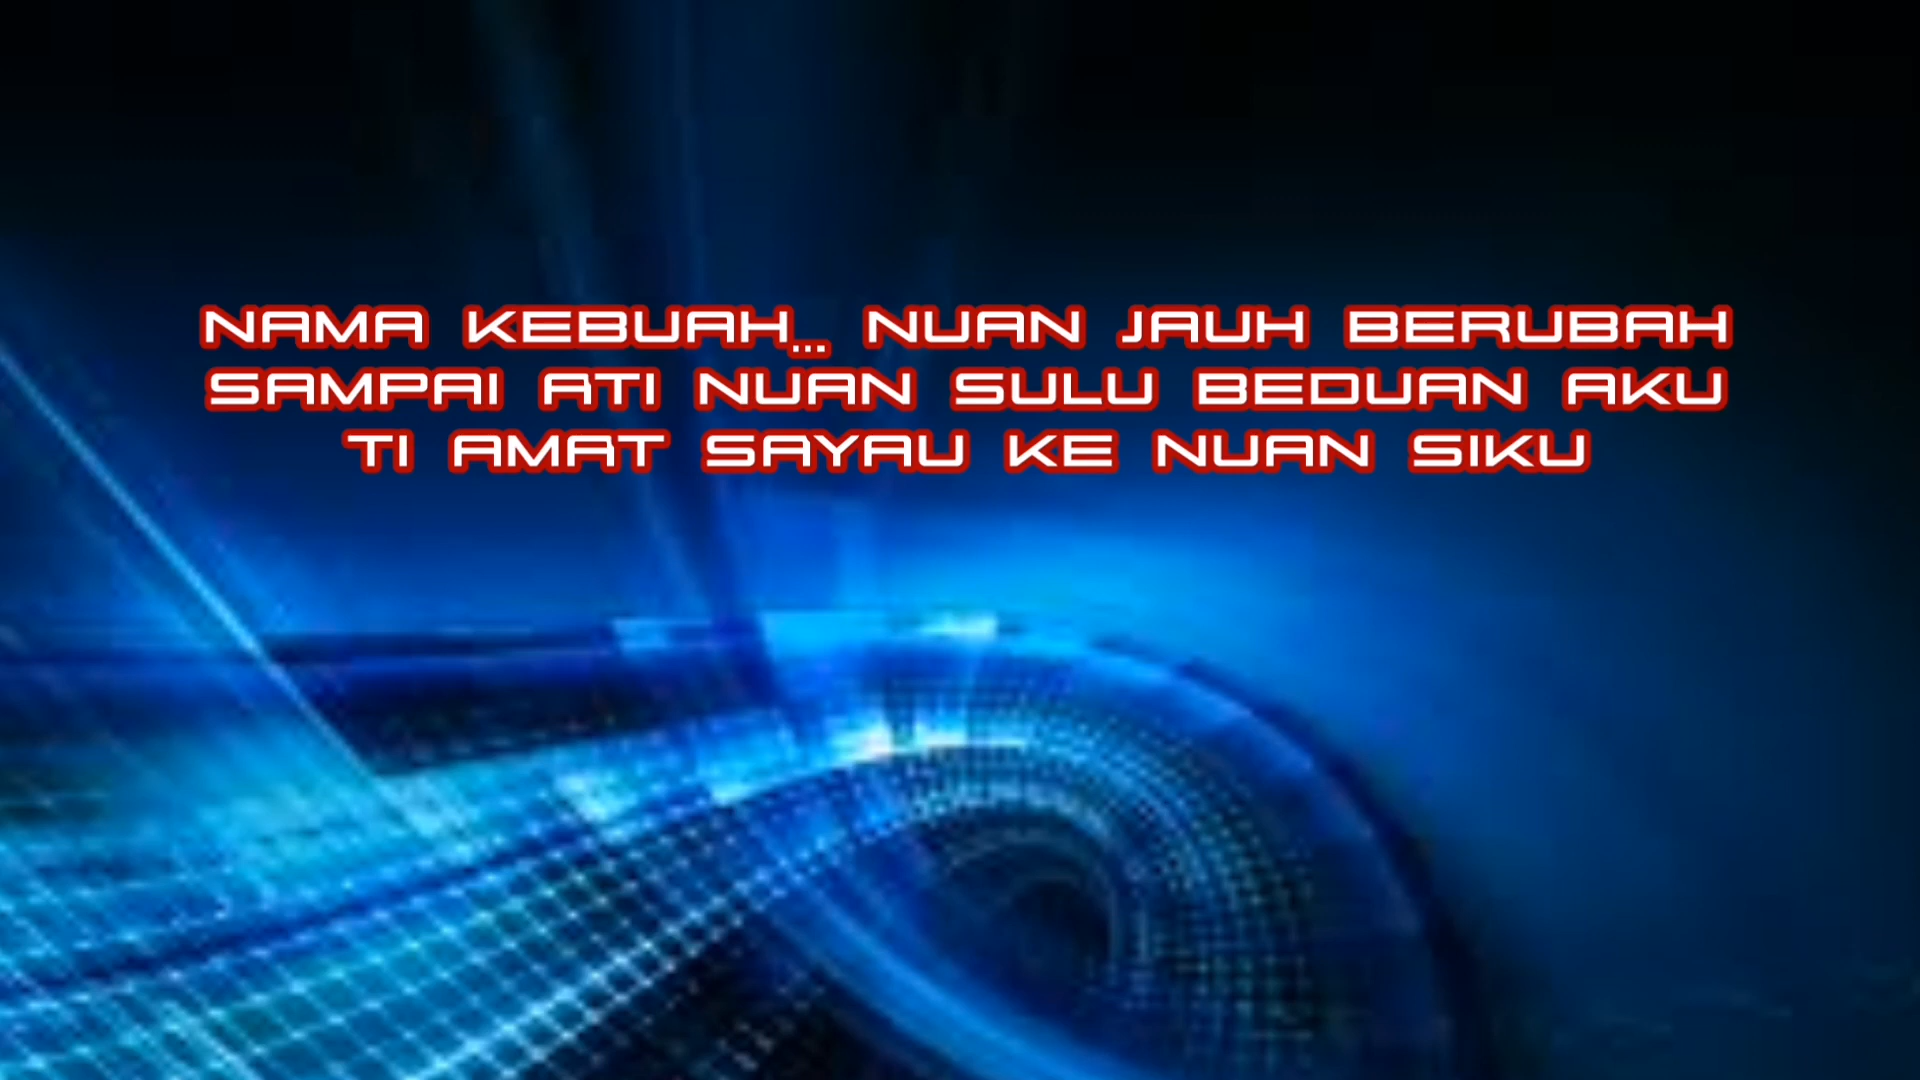 NAMA KEBUAH... NUAN JAUH BERUBAH
SAMPAI ATI NUAN SULU BEDUAN AKU
TI AMAT SAYAU KE NUAN SIKU